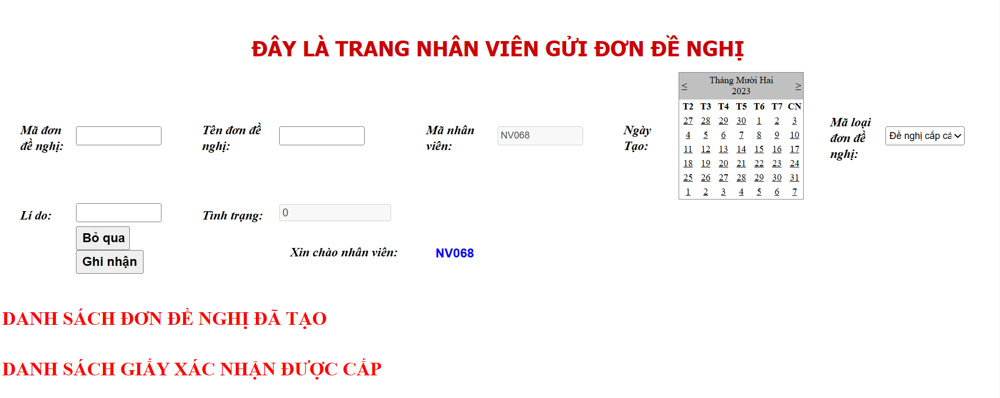 ĐÂY LÀ TRANG NHÂN VIÊN GỬI ĐƠN ĐỀ NGHỊ
Mã đơn
đề nghị:
Tên đơn đề
nghị:
Mã nhân
viên:
NV068
Ngày
Tạo:
< Tháng Mười Hai >
2023
T2 T3 T4 T5 T6 T7 CN
27 28 29 30 1 2 3
4 5 6 7 8 9 10
11 12 13 14 15 16 17
18 19 20 21 22 23 24
25 26 27 28 29 30 31
1 2 3 4 5 6 7
Mã loại
đơn đề
nghị:
Đề nghị cấp cá
Lí do:
Tình trạng:
0
Bỏ qua
Ghi nhận
Xin chào nhân viên:
NV068
DANH SÁCH ĐƠN ĐỀ NGHỊ ĐÃ TẠO
DANH SÁCH GIẤY XÁC NHẬN ĐƯỢC CẤP